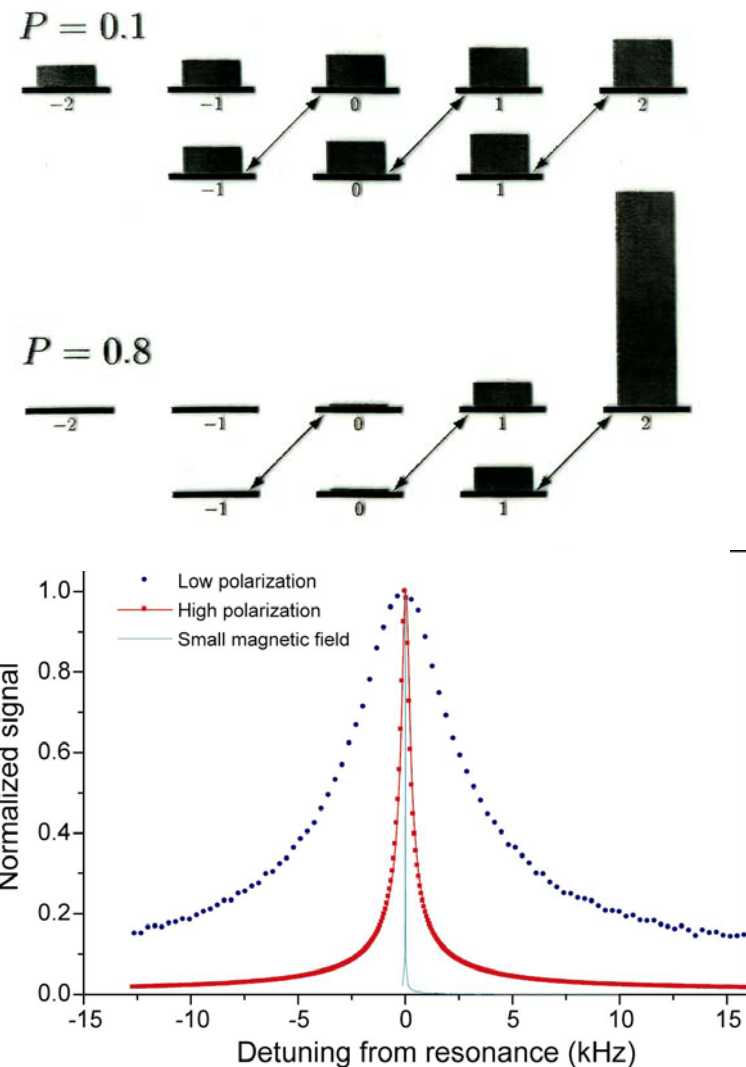 P = 0.1
−2 −1 0 1 2
−1 0 1
P = 0.8
−2 −1 0 1 2
−1 0 1
Low polarization
High polarization
Small magnetic field
Normalized signal
1.0
0.8
0.6
0.4
0.2
0.0
-15 -10 -5 0 5 10 15
Detuning from resonance (kHz)